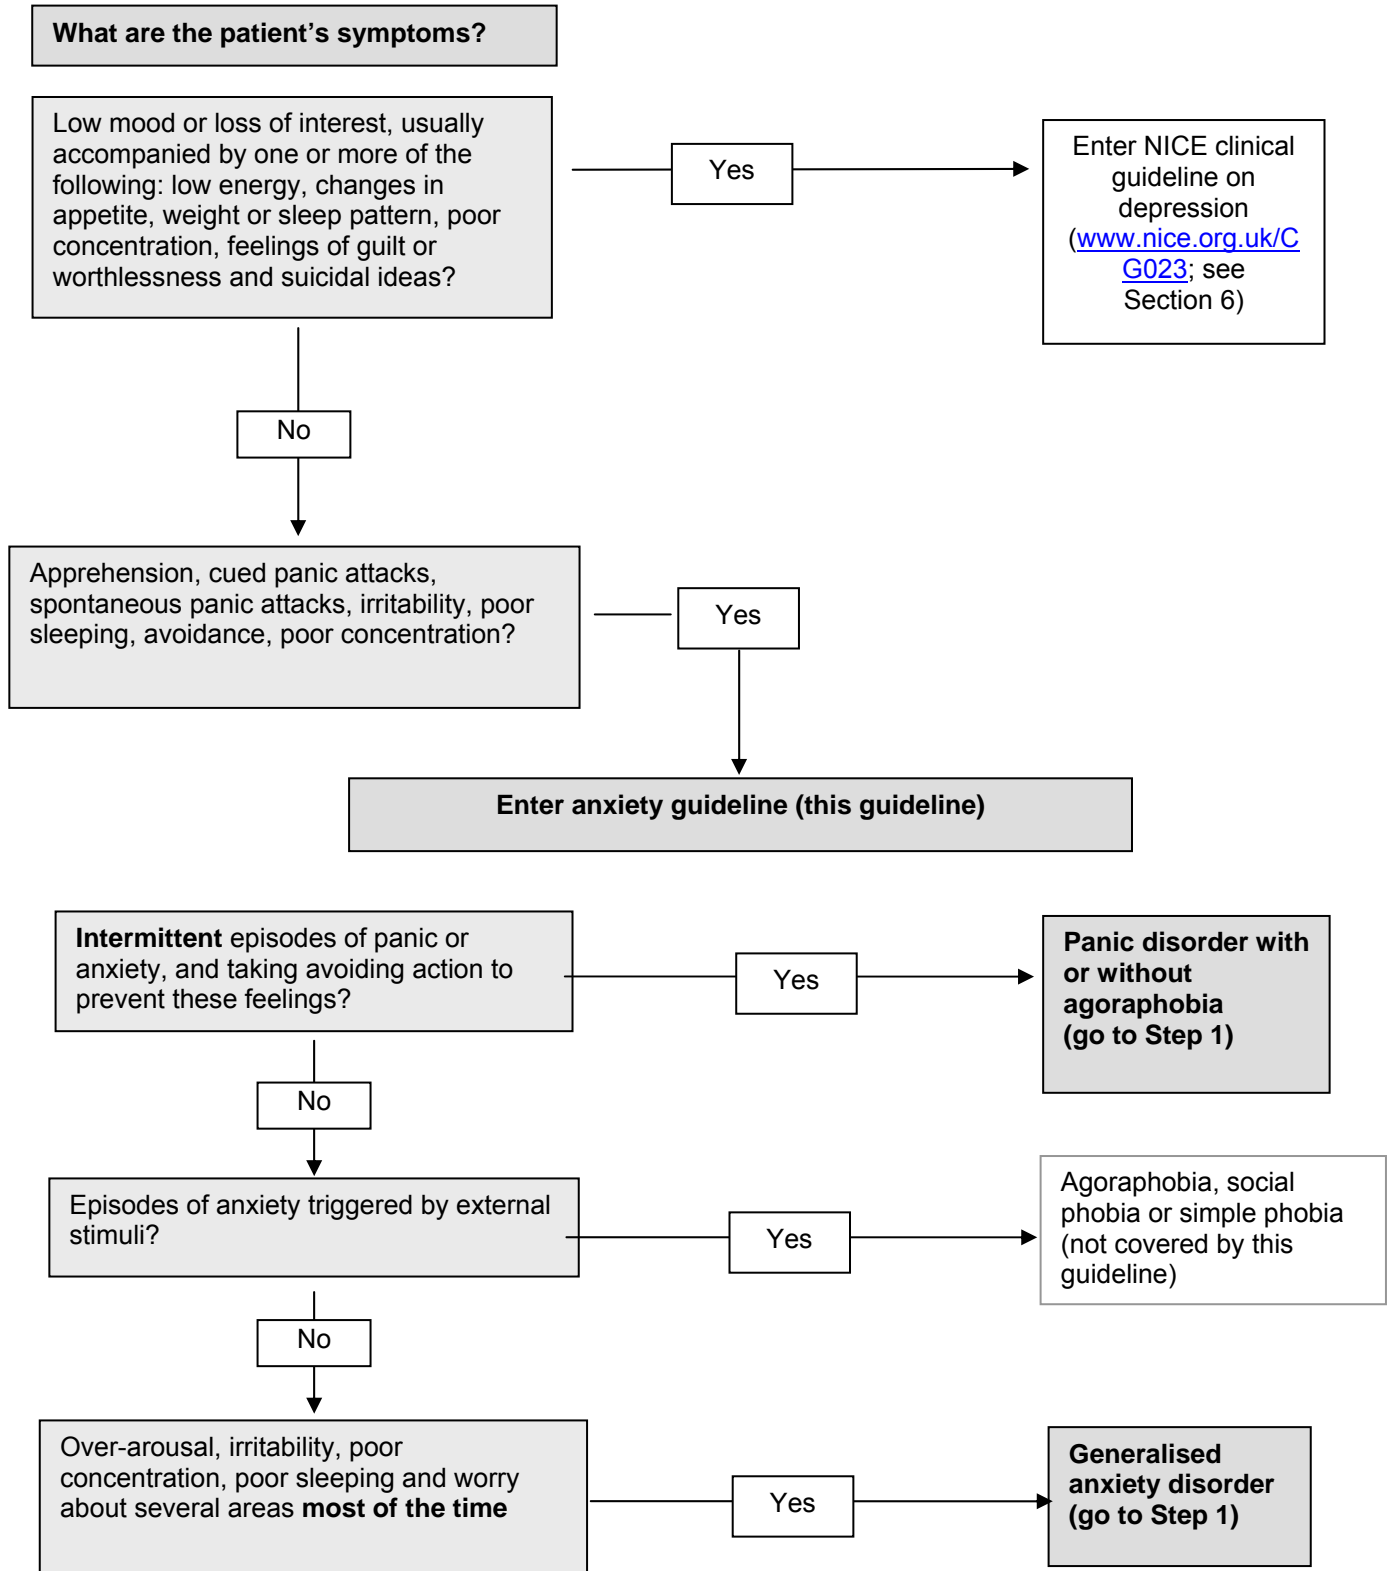 What are the patient’s symptoms?
Low mood or loss of interest, usually
accompanied by one or more of the
following: low energy, changes in
appetite, weight or sleep pattern, poor
concentration, feelings of guilt or
worthlessness and suicidal ideas?
Yes
Enter NICE clinical
guideline on
depression
(www.nice.org.uk/C
G023; see
Section 6)
No
Apprehension, cued panic attacks,
spontaneous panic attacks, irritability, poor
sleeping, avoidance, poor concentration?
Yes
Enter anxiety guideline (this guideline)
Intermittent episodes of panic or
anxiety, and taking avoiding action to
prevent these feelings?
Yes
Panic disorder with
or without
agoraphobia
(go to Step 1)
No
Episodes of anxiety triggered by external
stimuli?
Yes
Agoraphobia, social
phobia or simple phobia
(not covered by this
guideline)
No
Over-arousal, irritability, poor
concentration, poor sleeping and worry
about several areas most of the time
Yes
Generalised
anxiety disorder
(go to Step 1)